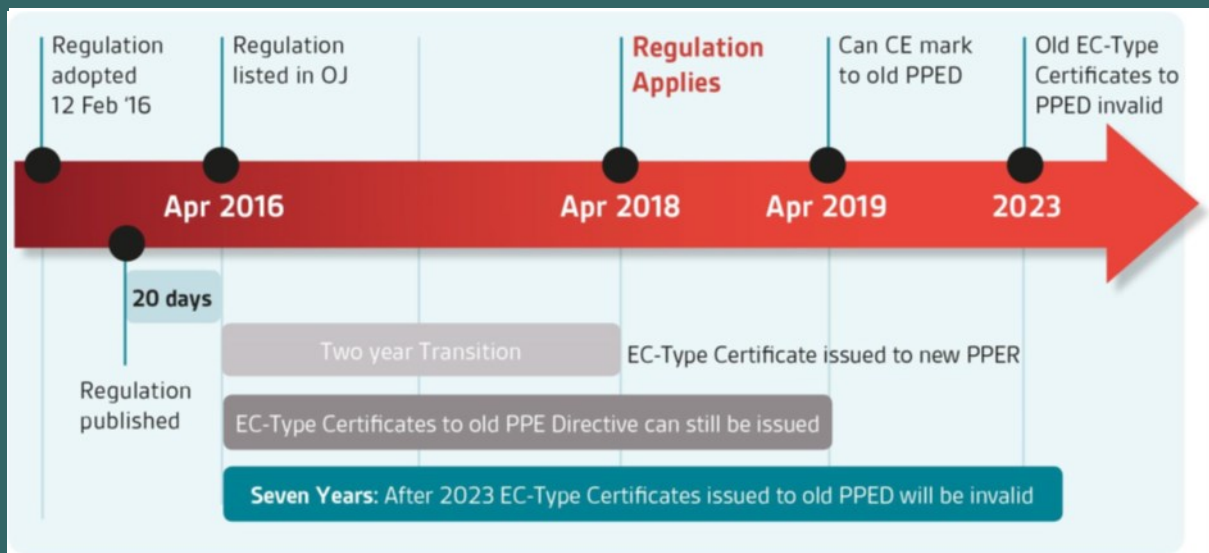 Regulation
adopted
12 Feb '16
Regulation
listed in OJ
Regulation
Applies
Can CE mark
to old PPED
Old EC-Type
Certificates to
PPED invalid
Apr 2016
Apr 2018
Apr 2019
2023
20 days
Regulation
published
Two year Transition
EC-Type Certificate issued to new PPER
EC-Type Certificates to old PPE Directive can still be issued
Seven Years: After 2023 EC-Type Certificates issued to old PPED will be invalid